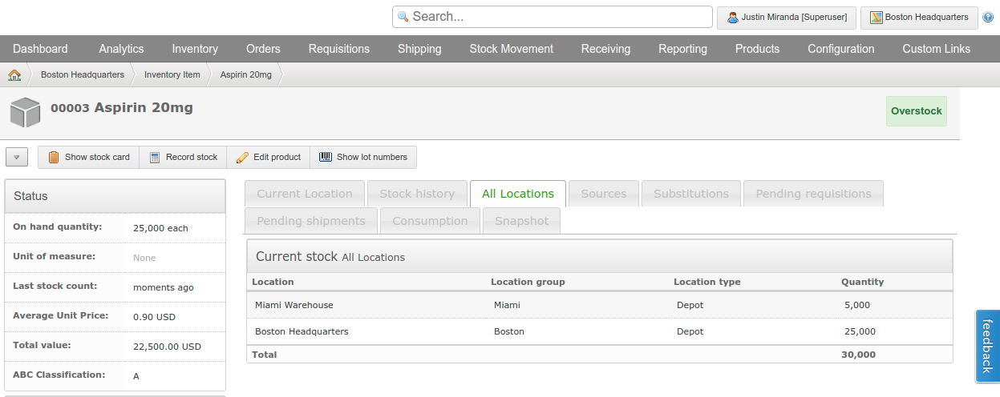 Search...
Justin Miranda [Superuser]
Boston Headquarters
Dashboard Analytics Inventory Orders Requisitions Shipping Stock Movement Receiving Reporting Products Configuration Custom Links
Boston Headquarters Inventory Item Aspirin 20mg
00003 Aspirin 20mg
Overstock
Show stock card Record stock Edit product Show lot numbers
Status
On hand quantity: 25,000 each
Unit of measure: None
Last stock count: moments ago
Average Unit Price: 0.90 USD
Total value: 22,500.00 USD
ABC Classification: A
Current Location Stock history All Locations Sources Substitutions Pending requisitions
Pending shipments Consumption Snapshot
Current stock All Locations
Location Location group Location type Quantity
Miami Warehouse Miami Depot 5,000
Boston Headquarters Boston Depot 25,000
Total 30,000
feedback